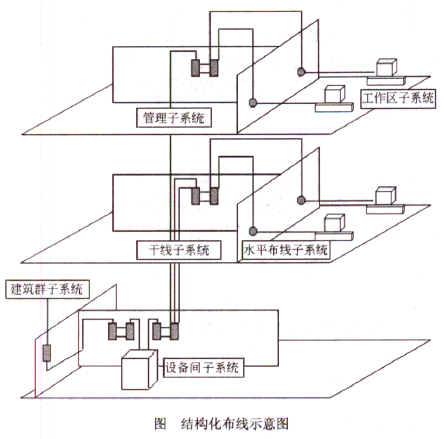 工作区子系统
管理子系统
干线子系统
水平布线子系统
建筑群子系统
设备间子系统
图 结构化布线示意图